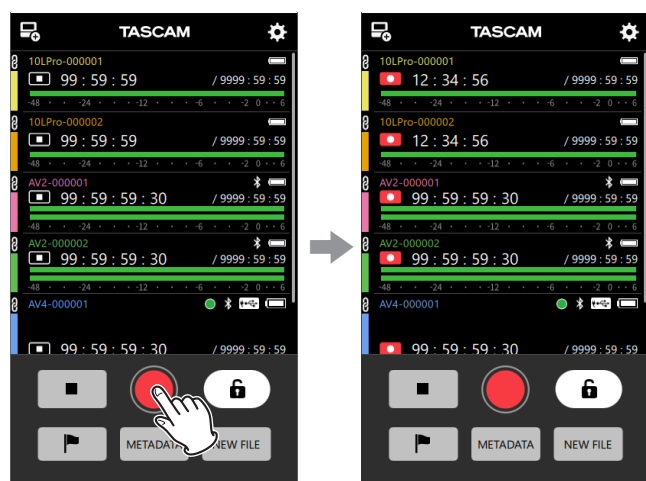 TASCAM
10LPro-000001
99 : 59 : 59 / 9999 : 59 : 59
-48 · · -24 · · -12 · · -6 · · -2 0 · · 6
10LPro-000002
99 : 59 : 59 / 9999 : 59 : 59
-48 · · -24 · · -12 · · -6 · · -2 0 · · 6
AV2-000001
99 : 59 : 59 : 30 / 9999 : 59 : 59
-48 · · -24 · · -12 · · -6 · · -2 0 · · 6
AV2-000002
99 : 59 : 59 : 30 / 9999 : 59 : 59
-48 · · -24 · · -12 · · -6 · · -2 0 · · 6
AV4-000001
99 : 59 : 59 : 30 / 9999 : 59 : 59
METADATA NEW FILE
TASCAM
10LPro-000001
12 : 34 : 56 / 9999 : 59 : 59
-48 · · -24 · · -12 · · -6 · · -2 0 · · 6
10LPro-000002
12 : 34 : 56 / 9999 : 59 : 59
-48 · · -24 · · -12 · · -6 · · -2 0 · · 6
AV2-000001
99 : 59 : 59 : 30 / 9999 : 59 : 59
-48 · · -24 · · -12 · · -6 · · -2 0 · · 6
AV2-000002
99 : 59 : 59 : 30 / 9999 : 59 : 59
-48 · · -24 · · -12 · · -6 · · -2 0 · · 6
AV4-000001
99 : 59 : 59 : 30 / 9999 : 59 : 59
METADATA NEW FILE